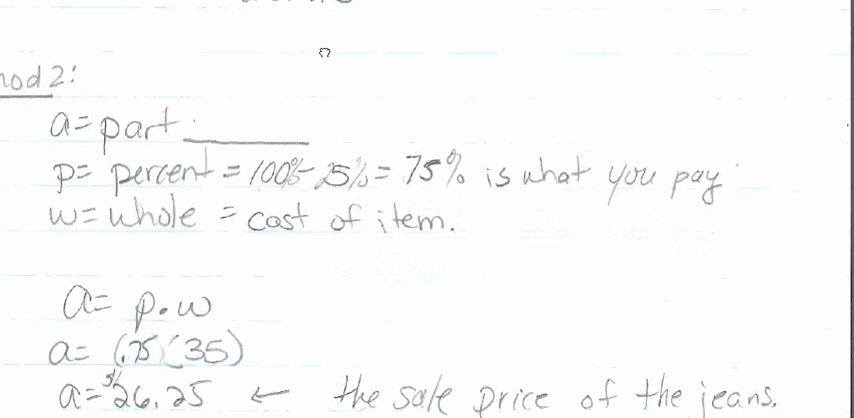 hod 2:
a = part
p = percent = 100% - 25% = 75% is what you pay
w = whole = cost of item.
a = p · w
a = (.75)(35)
a = $26.25 ← the sale price of the jeans.